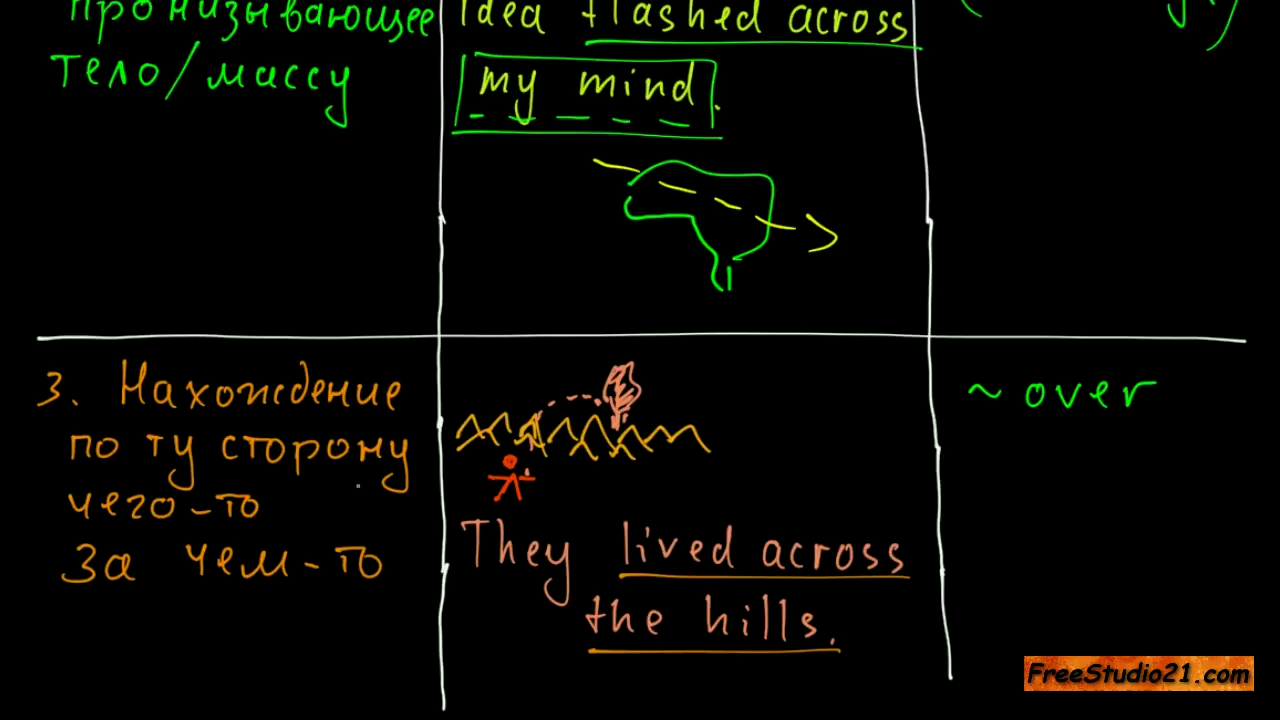 пронизывающее
тело/массу
idea flashed across
my mind.
3. Нахождение
по ту сторону
чего-то
за чем-то
They lived across
the hills.
~ over
FreeStudio21.com